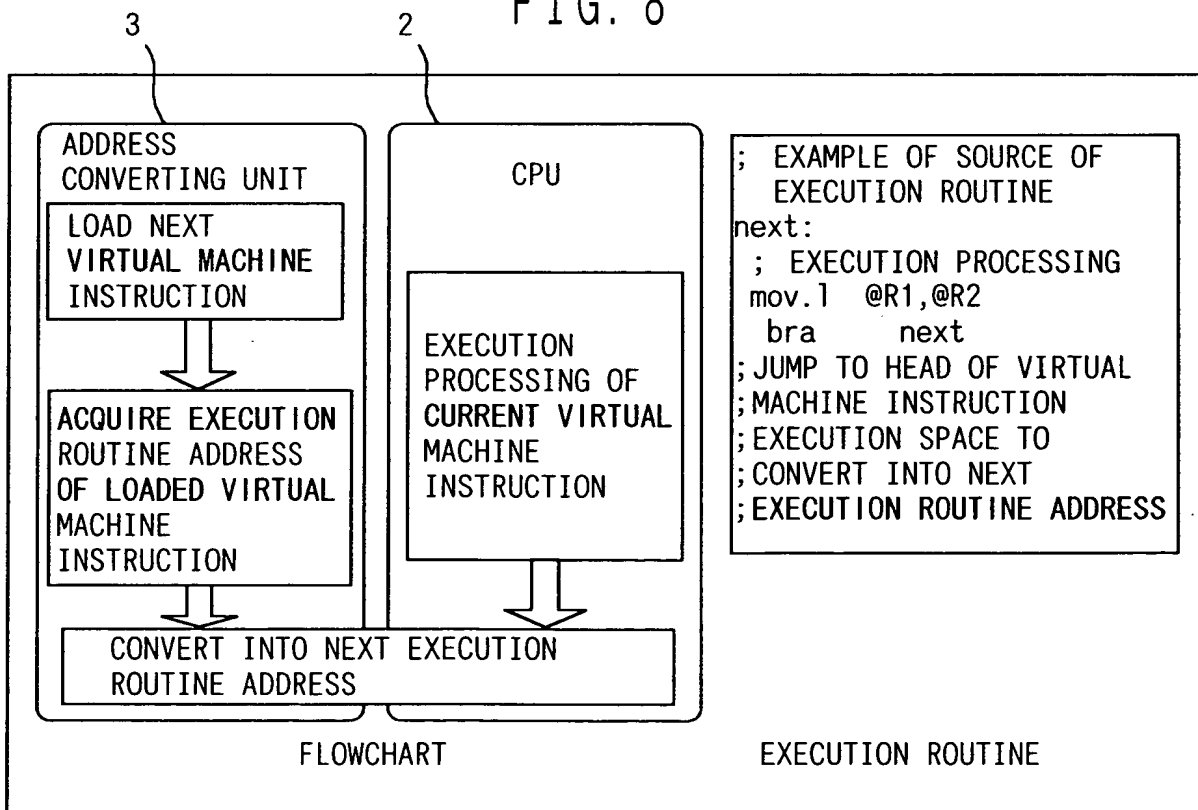 FIG.
3
2
ADDRESS
CONVERTING UNIT
LOAD NEXT
VIRTUAL MACHINE
INSTRUCTION
ACQUIRE EXECUTION
ROUTINE ADDRESS
OF LOADED VIRTUAL
MACHINE
INSTRUCTION
CPU
EXECUTION
PROCESSING OF
CURRENT VIRTUAL
MACHINE
INSTRUCTION
CONVERT INTO NEXT EXECUTION
ROUTINE ADDRESS
; EXAMPLE OF SOURCE OF
EXECUTION ROUTINE
next:
; EXECUTION PROCESSING
mov.l @R1,@R2
bra next
;JUMP TO HEAD OF VIRTUAL
;MACHINE INSTRUCTION
;EXECUTION SPACE TO
;CONVERT INTO NEXT
;EXECUTION ROUTINE ADDRESS
FLOWCHART
EXECUTION ROUTINE